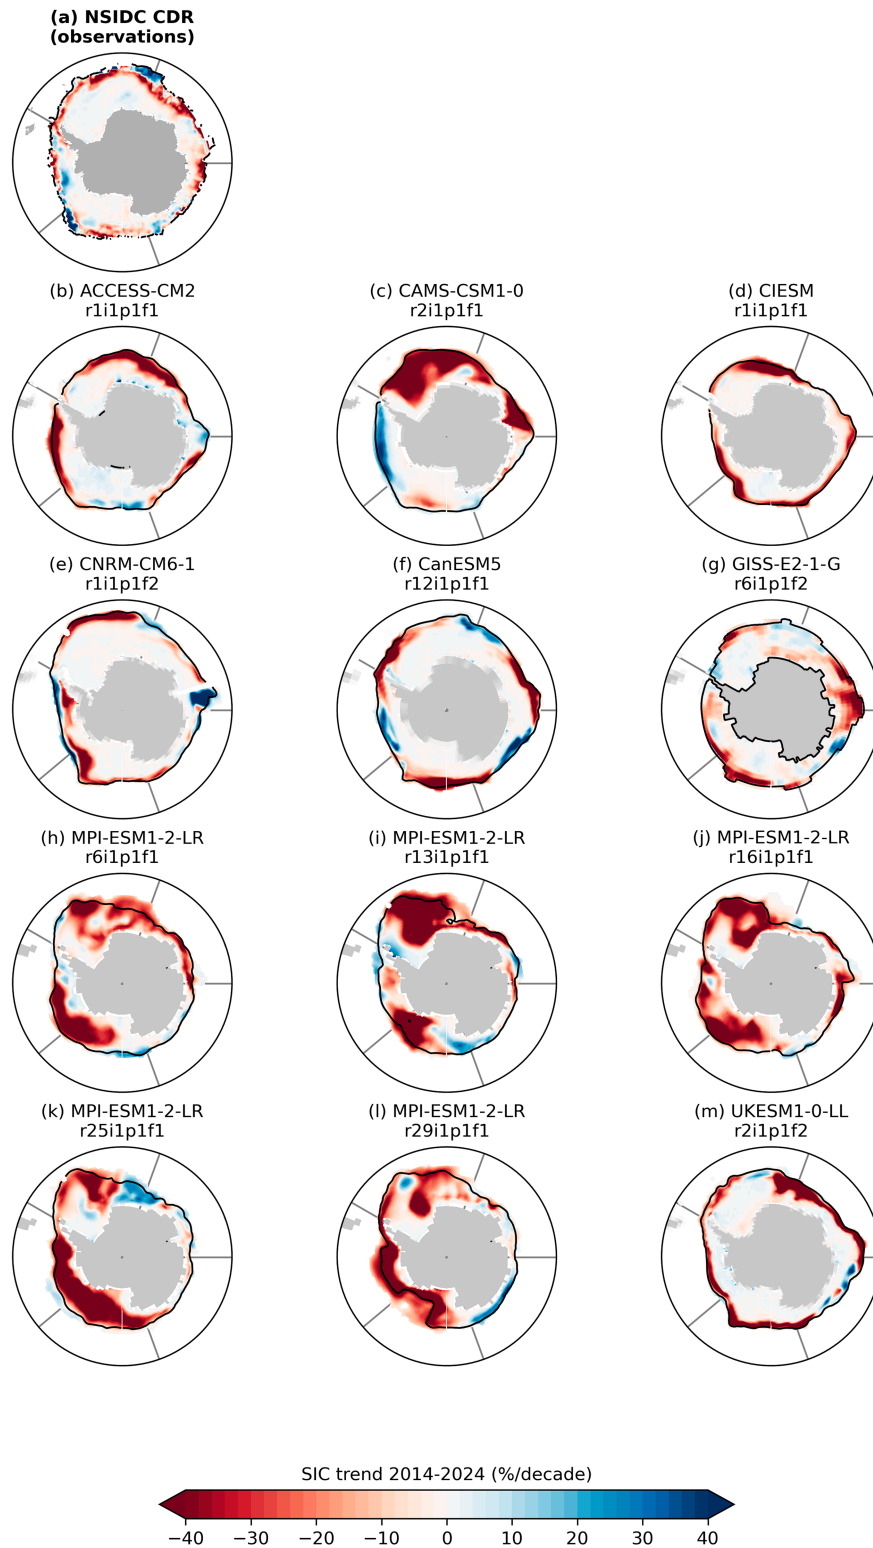 (a) NSIDC CDR
(observations)
(b) ACCESS-CM2
r1i1p1f1
(c) CAMS-CSM1-0
r2i1p1f1
(d) CIESM
r1i1p1f1
(e) CNRM-CM6-1
r1i1p1f2
(f) CanESM5
r12i1p1f1
(g) GISS-E2-1-G
r6i1p1f2
(h) MPI-ESM1-2-LR
r6i1p1f1
(i) MPI-ESM1-2-LR
r13i1p1f1
(j) MPI-ESM1-2-LR
r16i1p1f1
(k) MPI-ESM1-2-LR
r25i1p1f1
(l) MPI-ESM1-2-LR
r29i1p1f1
(m) UKESM1-0-LL
r2i1p1f2
SIC trend 2014-2024 (%/decade)
−40 −30 −20 −10 0 10 20 30 40